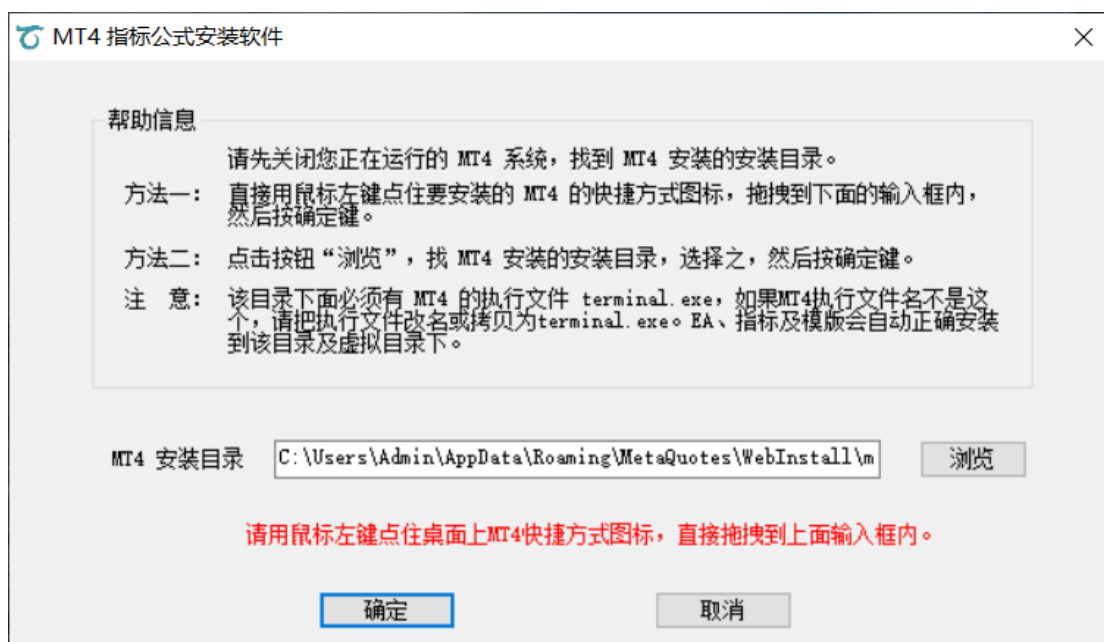 MT4 指标公式安装软件
帮助信息
请先关闭您正在运行的 MT4 系统，找到 MT4 安装的安装目录。
方法一： 直接用鼠标左键点住要安装的 MT4 的快捷方式图标，拖拽到下面的输入框内，
然后按确定键。
方法二： 点击按钮“浏览”，找 MT4 安装的安装目录，选择之，然后按确定键。
注 意： 该目录下面必须有 MT4 的执行文件 terminal.exe，如果MT4执行文件名不是这
个，请把执行文件改名或拷贝为terminal.exe。EA、指标及模版会自动正确安装
到该目录及虚拟目录下。
MT4 安装目录 C:\Users\Admin\AppData\Roaming\MetaQuotes\WebInstall\m 浏览
请用鼠标左键点住桌面上MT4快捷方式图标，直接拖拽到上面输入框内。
确定 取消